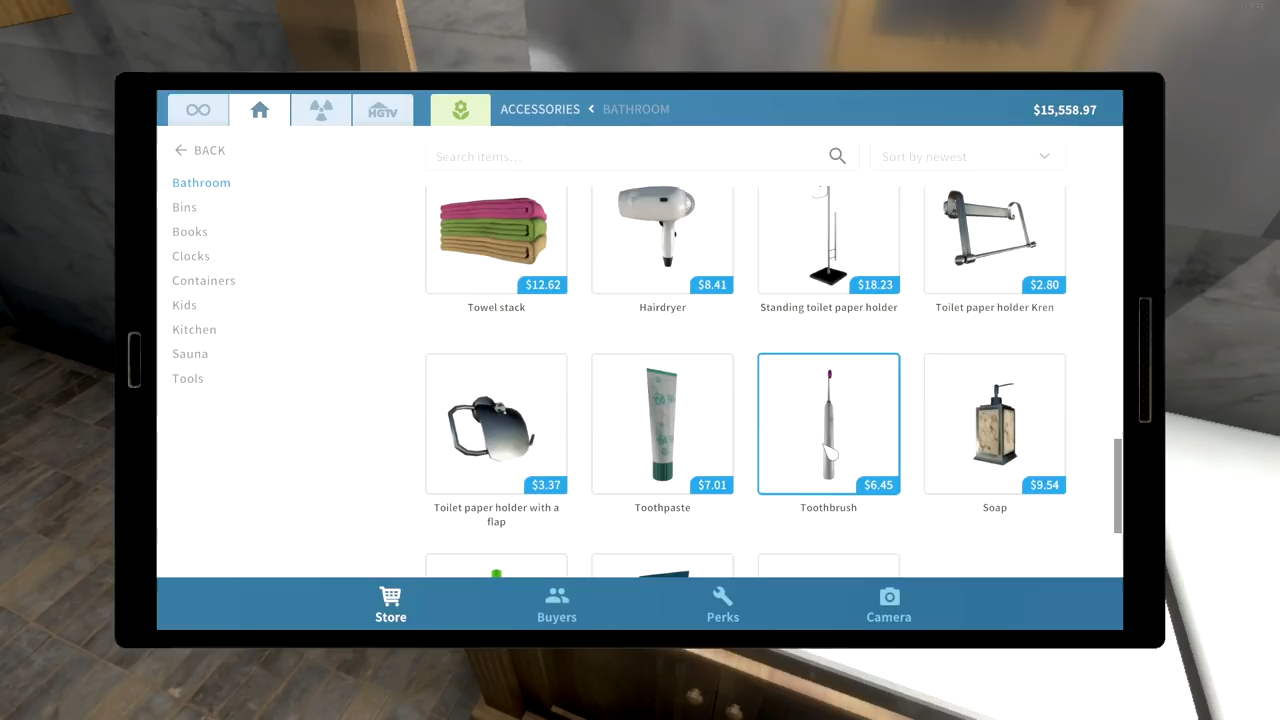 HGTV
ACCESSORIES < BATHROOM
$15,558.97
BACK
Search items...
Sort by newest
Bathroom
Bins
Books
Clocks
Containers
Kids
Kitchen
Sauna
Tools
$12.62
$8.41
$18.23
$2.80
Towel stack
Hairdryer
Standing toilet paper holder
Toilet paper holder Kren
$3.37
$7.01
$6.45
$9.54
Toilet paper holder with a
flap
Toothpaste
Toothbrush
Soap
Store
Buyers
Perks
Camera